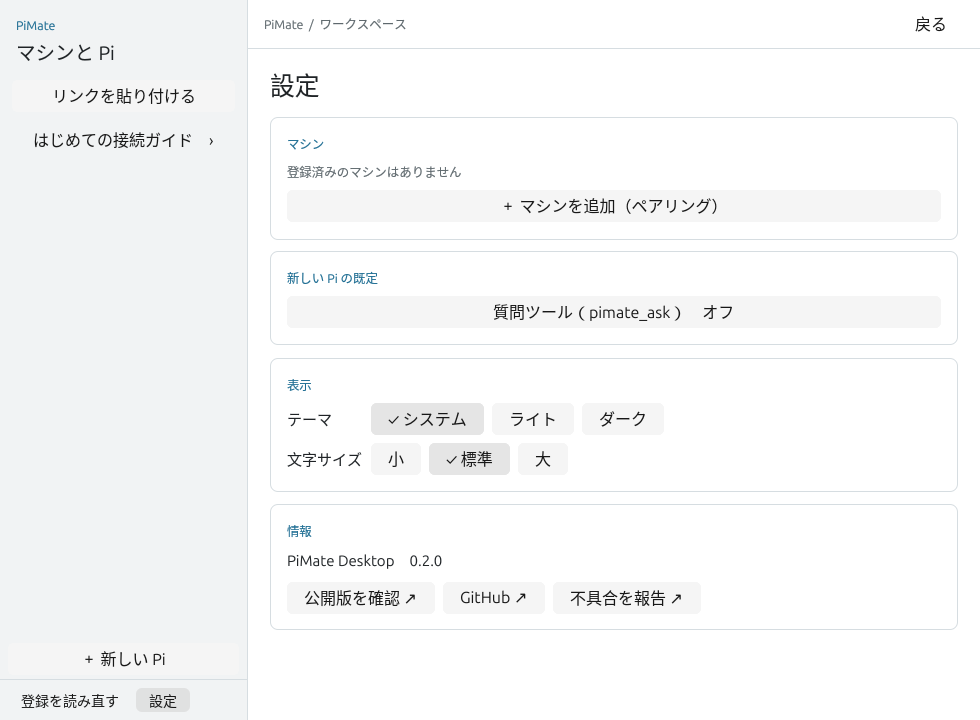 PiMate
マシンと Pi
リンクを貼り付ける
はじめての接続ガイド ›
+ 新しい Pi
登録を読み直す 設定
PiMate / ワークスペース 戻る
設定
マシン
登録済みのマシンはありません
+ マシンを追加（ペアリング）
新しい Pi の既定
質問ツール（pimate_ask） オフ
表示
テーマ ✓システム ライト ダーク
文字サイズ 小 ✓標準 大
情報
PiMate Desktop 0.2.0
公開版を確認 ↗ GitHub ↗ 不具合を報告 ↗